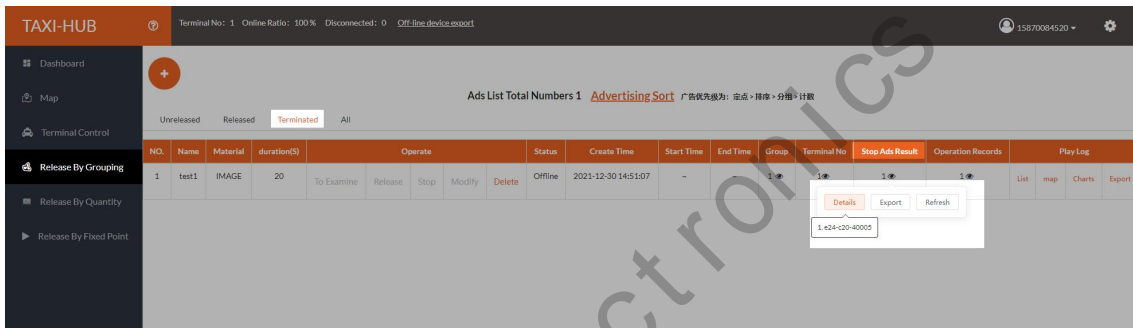 TAXI-HUB
Terminal No: 1 Online Ratio: 100 % Disconnected: 0 Off-line device export
15870084520
Dashboard
Map
Terminal Control
Release By Grouping
Release By Quantity
Release By Fixed Point
+
Ads List Total Numbers 1 Advertising Sort 广告优先级为: 定点 > 排序 > 分组 > 计数
Unreleased Released Terminated All
NO. Name Material duration(S) Operate Status Create Time Start Time End Time Group Terminal No Stop Ads Result Operation Records Play Log
1 test1 IMAGE 20 To Examine Release Stop Modify Delete Offline 2021-12-30 14:51:07 – – 1 1 1 1 List map Charts Export
Details Export Refresh
1. e24-c20-40005
ctronics